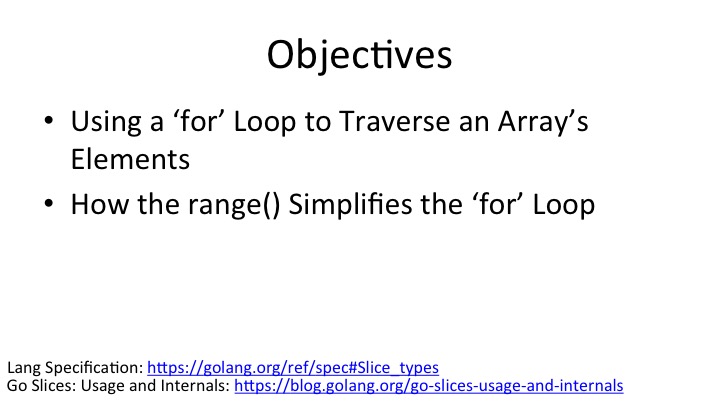 Objectives
• Using a ‘for’ Loop to Traverse an Array’s
Elements
• How the range() Simplifies the ‘for’ Loop
Lang Specification: https://golang.org/ref/spec#Slice_types
Go Slices: Usage and Internals: https://blog.golang.org/go-slices-usage-and-internals